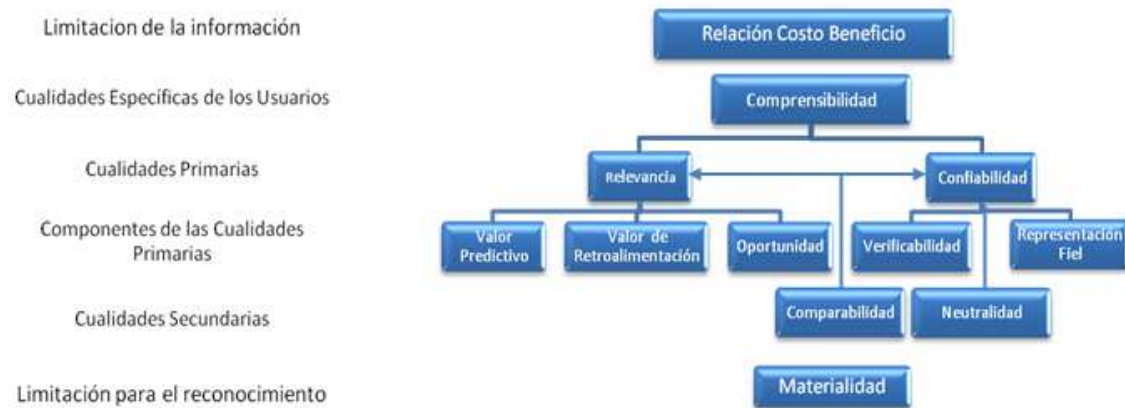 Limitacion de la información
Relación Costo Beneficio
Cualidades Específicas de los Usuarios
Comprensibilidad
Cualidades Primarias
Relevancia
Confiabilidad
Componentes de las Cualidades
Primarias
Valor
Predictivo
Valor de
Retroalimentación
Oportunidad
Verificabilidad
Representación
Fiel
Cualidades Secundarias
Comparabilidad
Neutralidad
Limitación para el reconocimiento
Materialidad